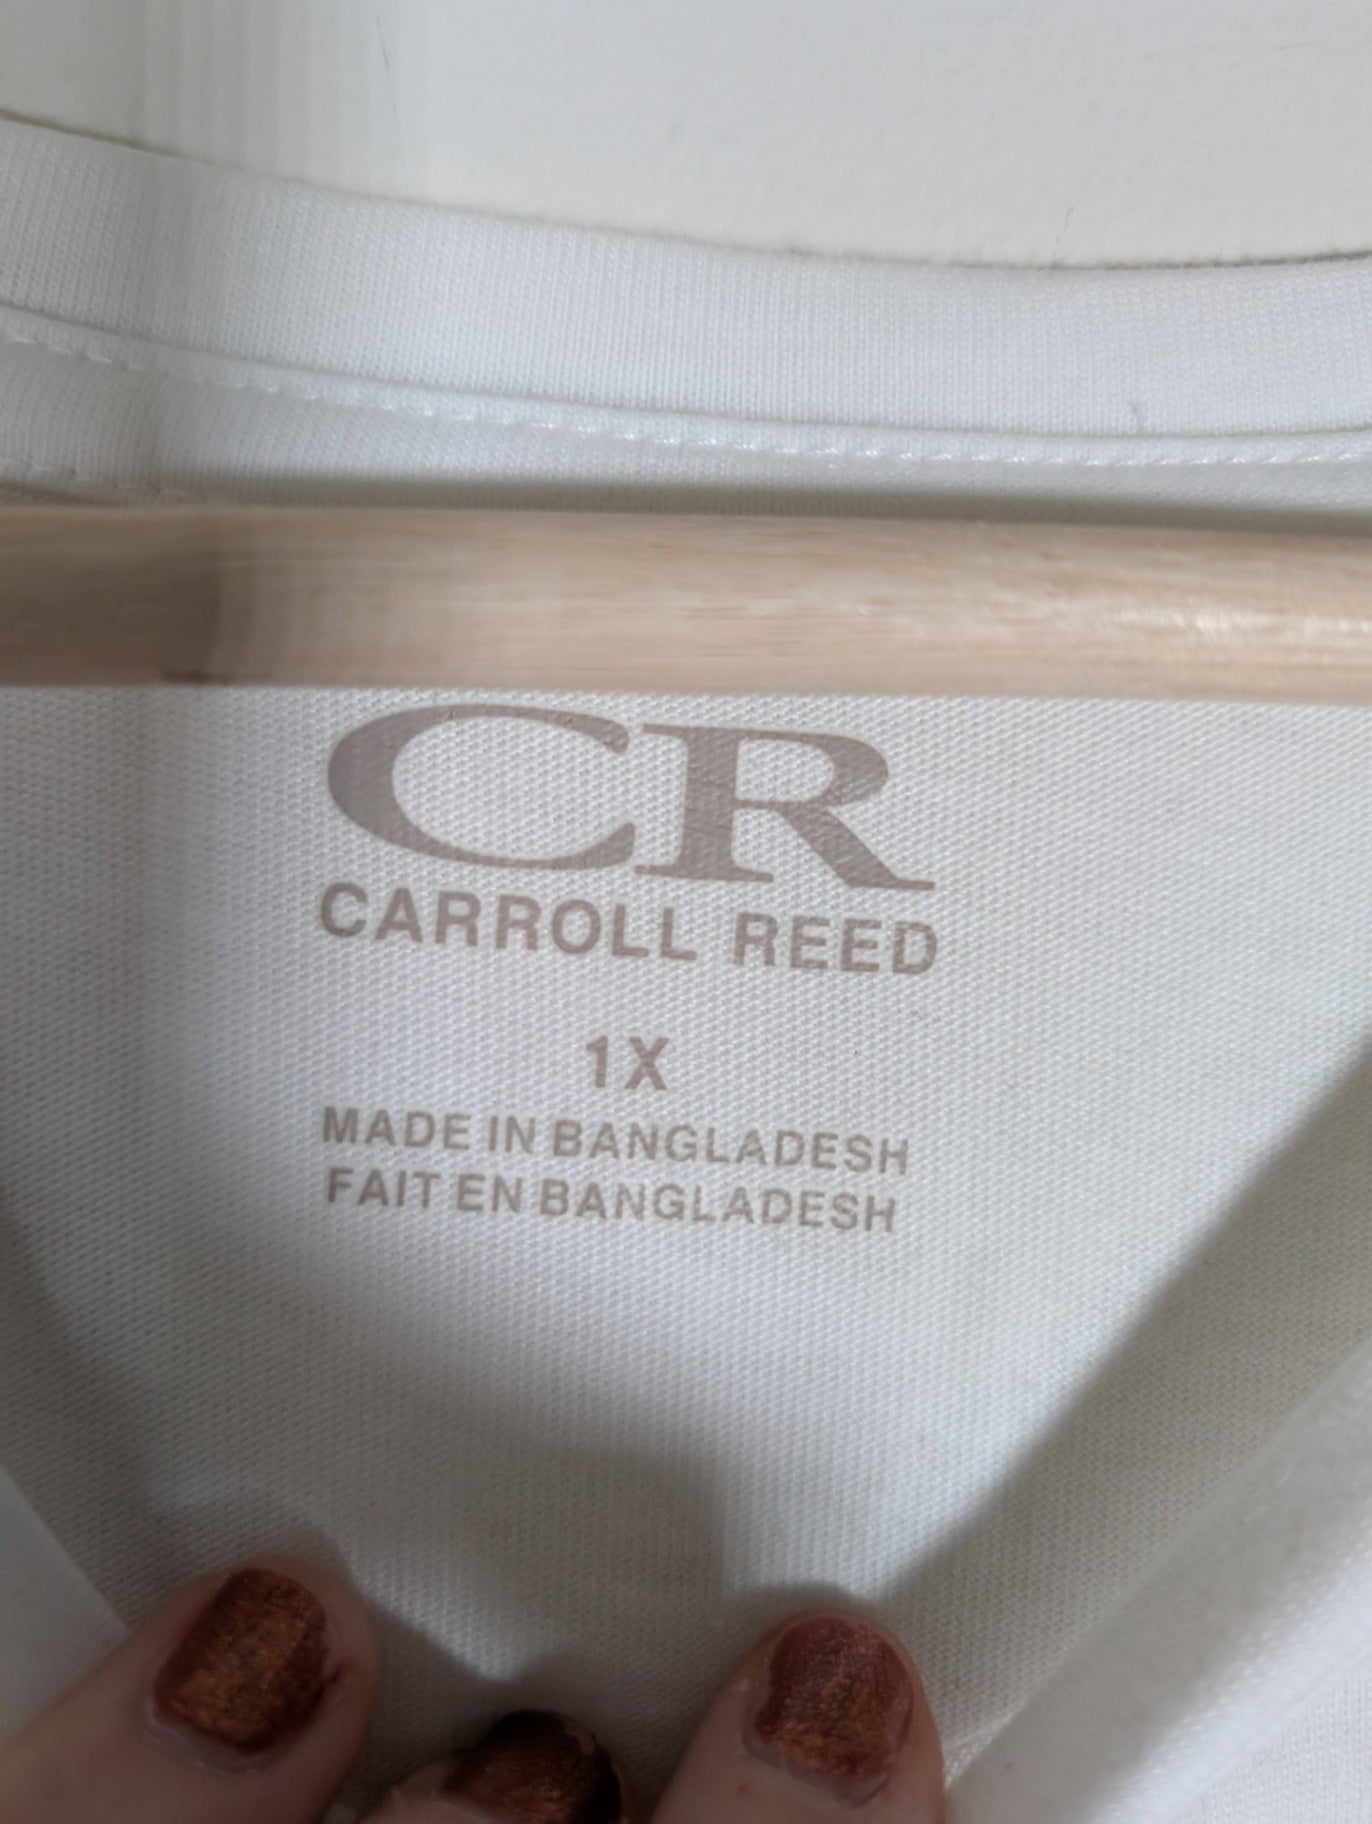 CR
CARROLL REED
1X
MADE IN BANGLADESH
FAIT EN BANGLADESH